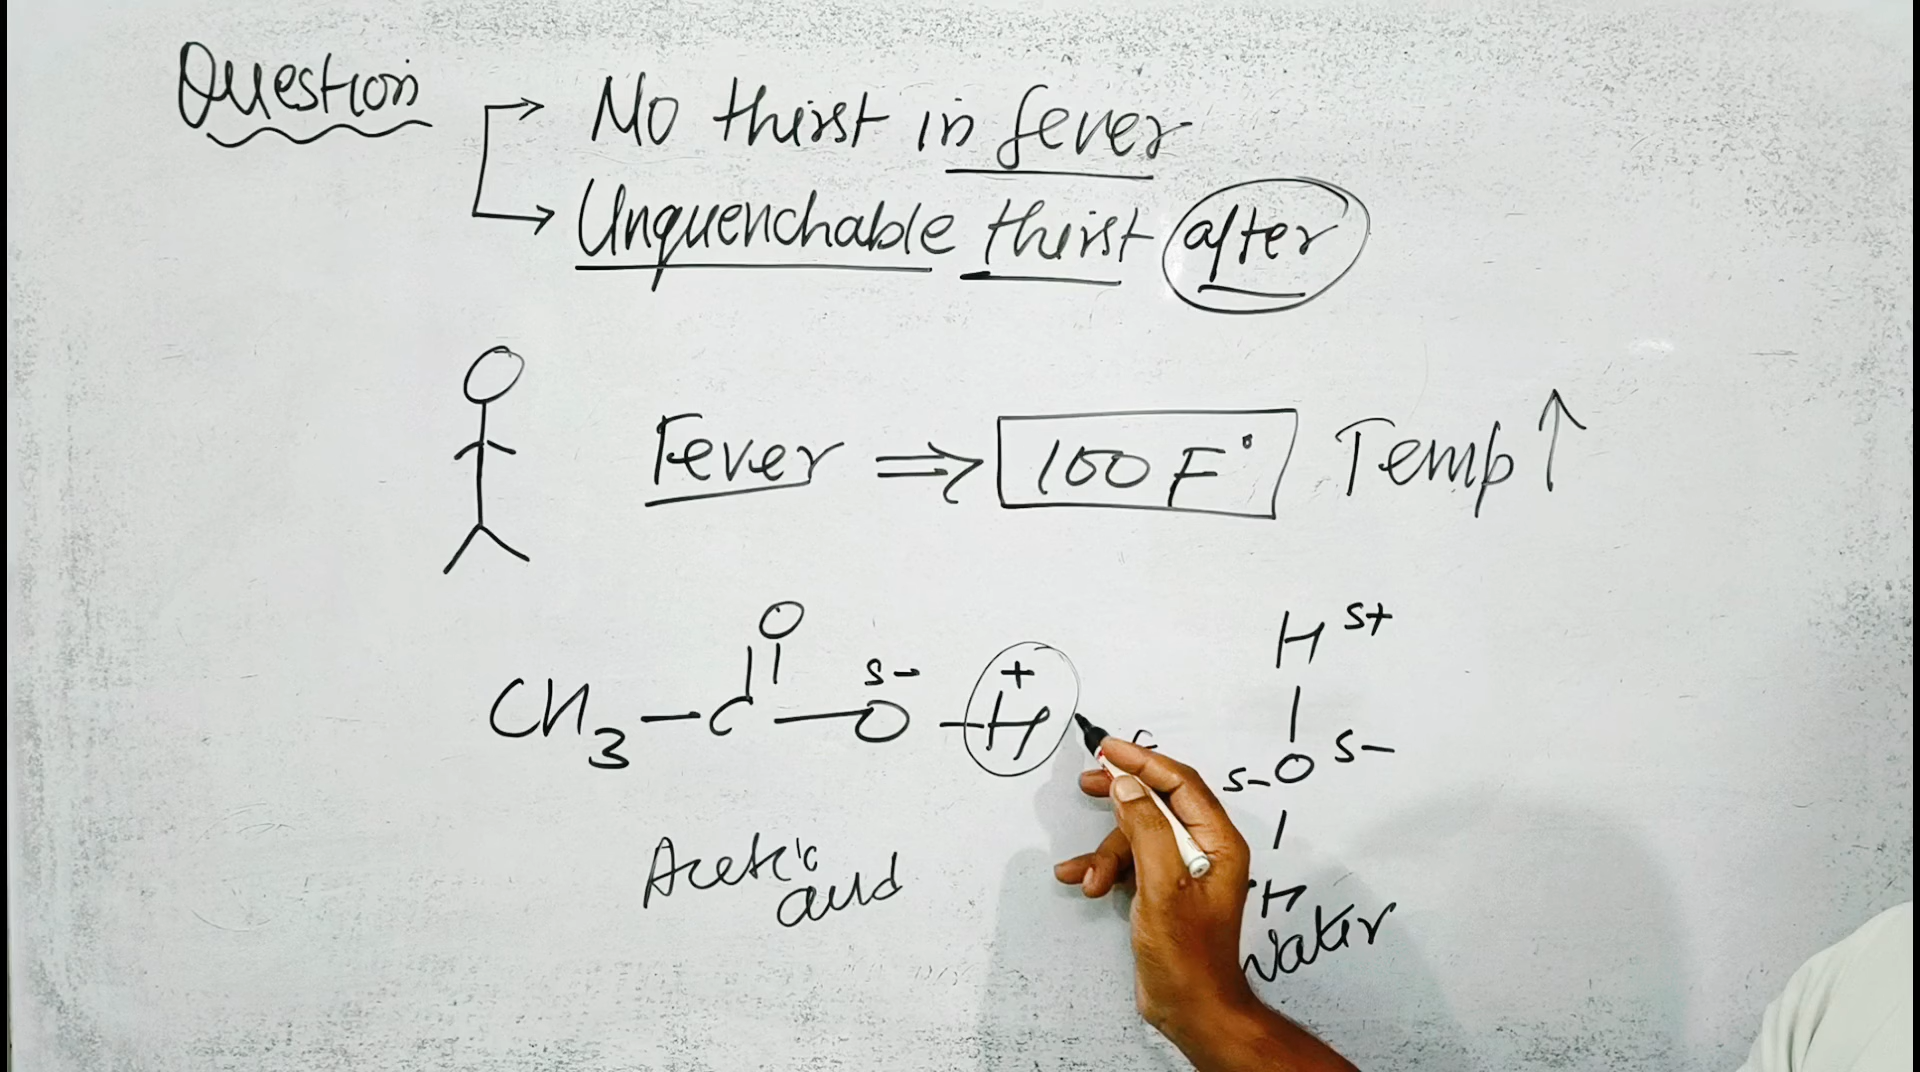 Question
No thirst in fever
Unquenchable thirst after
Fever ⇒ 100 F° Temp ↑
O
CH3 - C - O - H
s-
+
Acetic
acid
H s+
s- O s-
H
Water